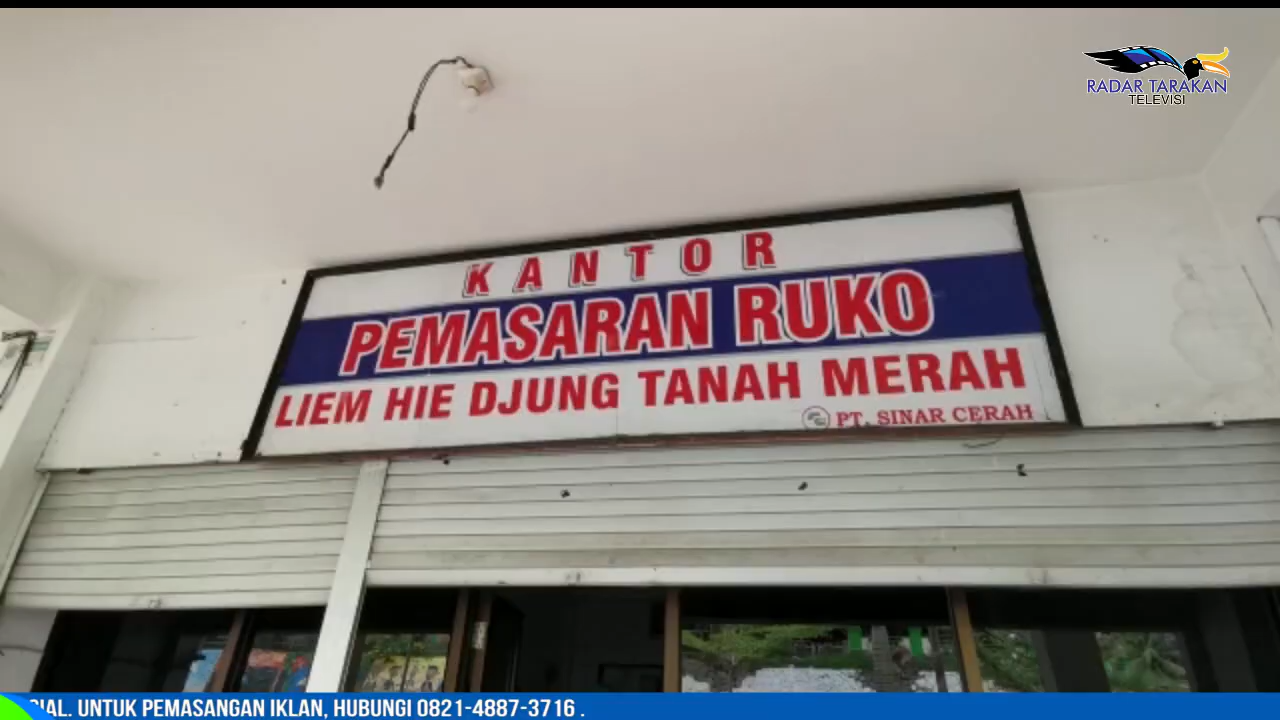 RADAR TARAKAN
TELEVISI
KANTOR
PEMASARAN RUKO
LIEM HIE DJUNG TANAH MERAH
PT. SINAR CERAH
UNTUK PEMASANGAN IKLAN, HUBUNGI 0821-4887-3716 .